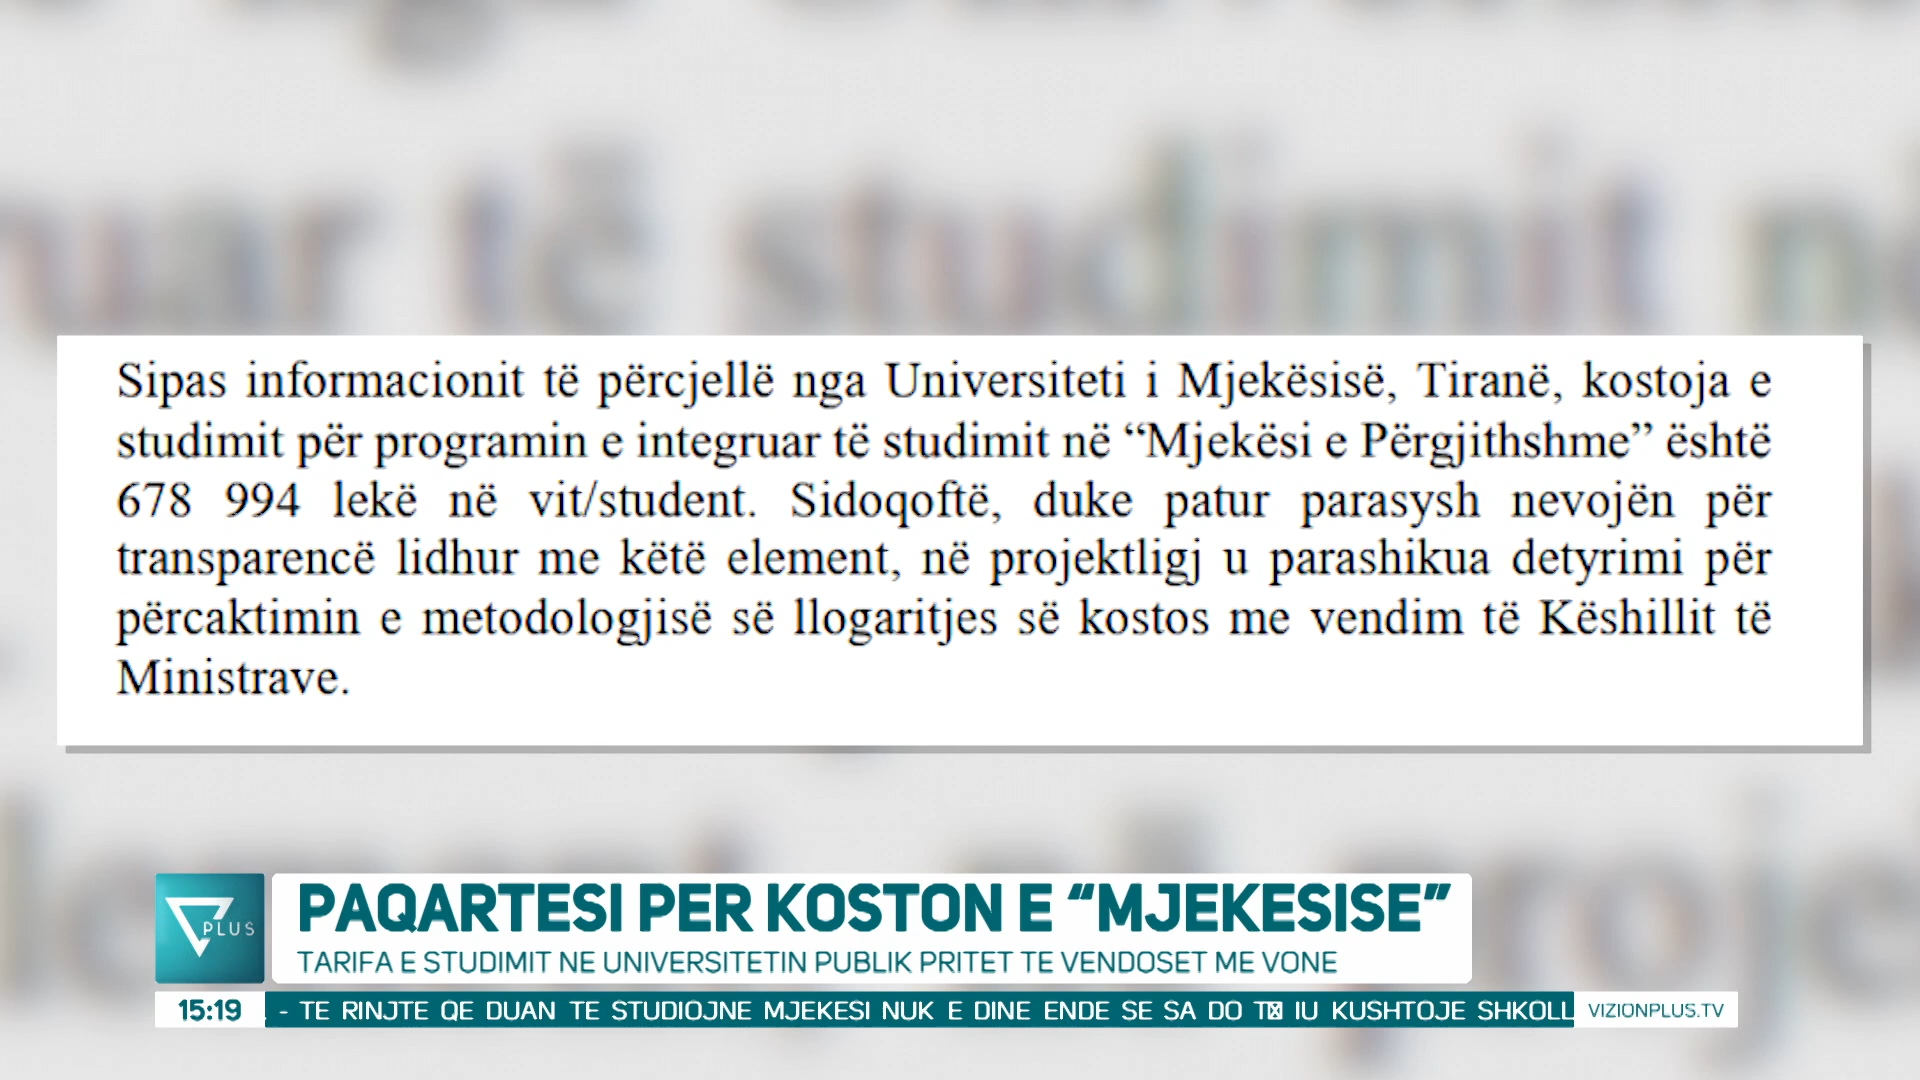 Sipas informacionit të përcjellë nga Universiteti i Mjekësisë, Tiranë, kostoja e
studimit për programin e integruar të studimit në “Mjekësi e Përgjithshme” është
678 994 lekë në vit/student. Sidoqoftë, duke patur parasysh nevojën për
transparencë lidhur me këtë element, në projektligj u parashikua detyrimi për
përcaktimin e metodologjisë së llogaritjes së kostos me vendim të Këshillit të
Ministrave.
PLUS
PAQARTESI PER KOSTON E “MJEKESISE”
TARIFA E STUDIMIT NE UNIVERSITETIN PUBLIK PRITET TE VENDOSET ME VONE
15:19 - TE RINJTE QE DUAN TE STUDIOJNE MJEKESI NUK E DINE ENDE SE SA DO IU KUSHTOJE SHKOLL VIZIONPLUS.TV